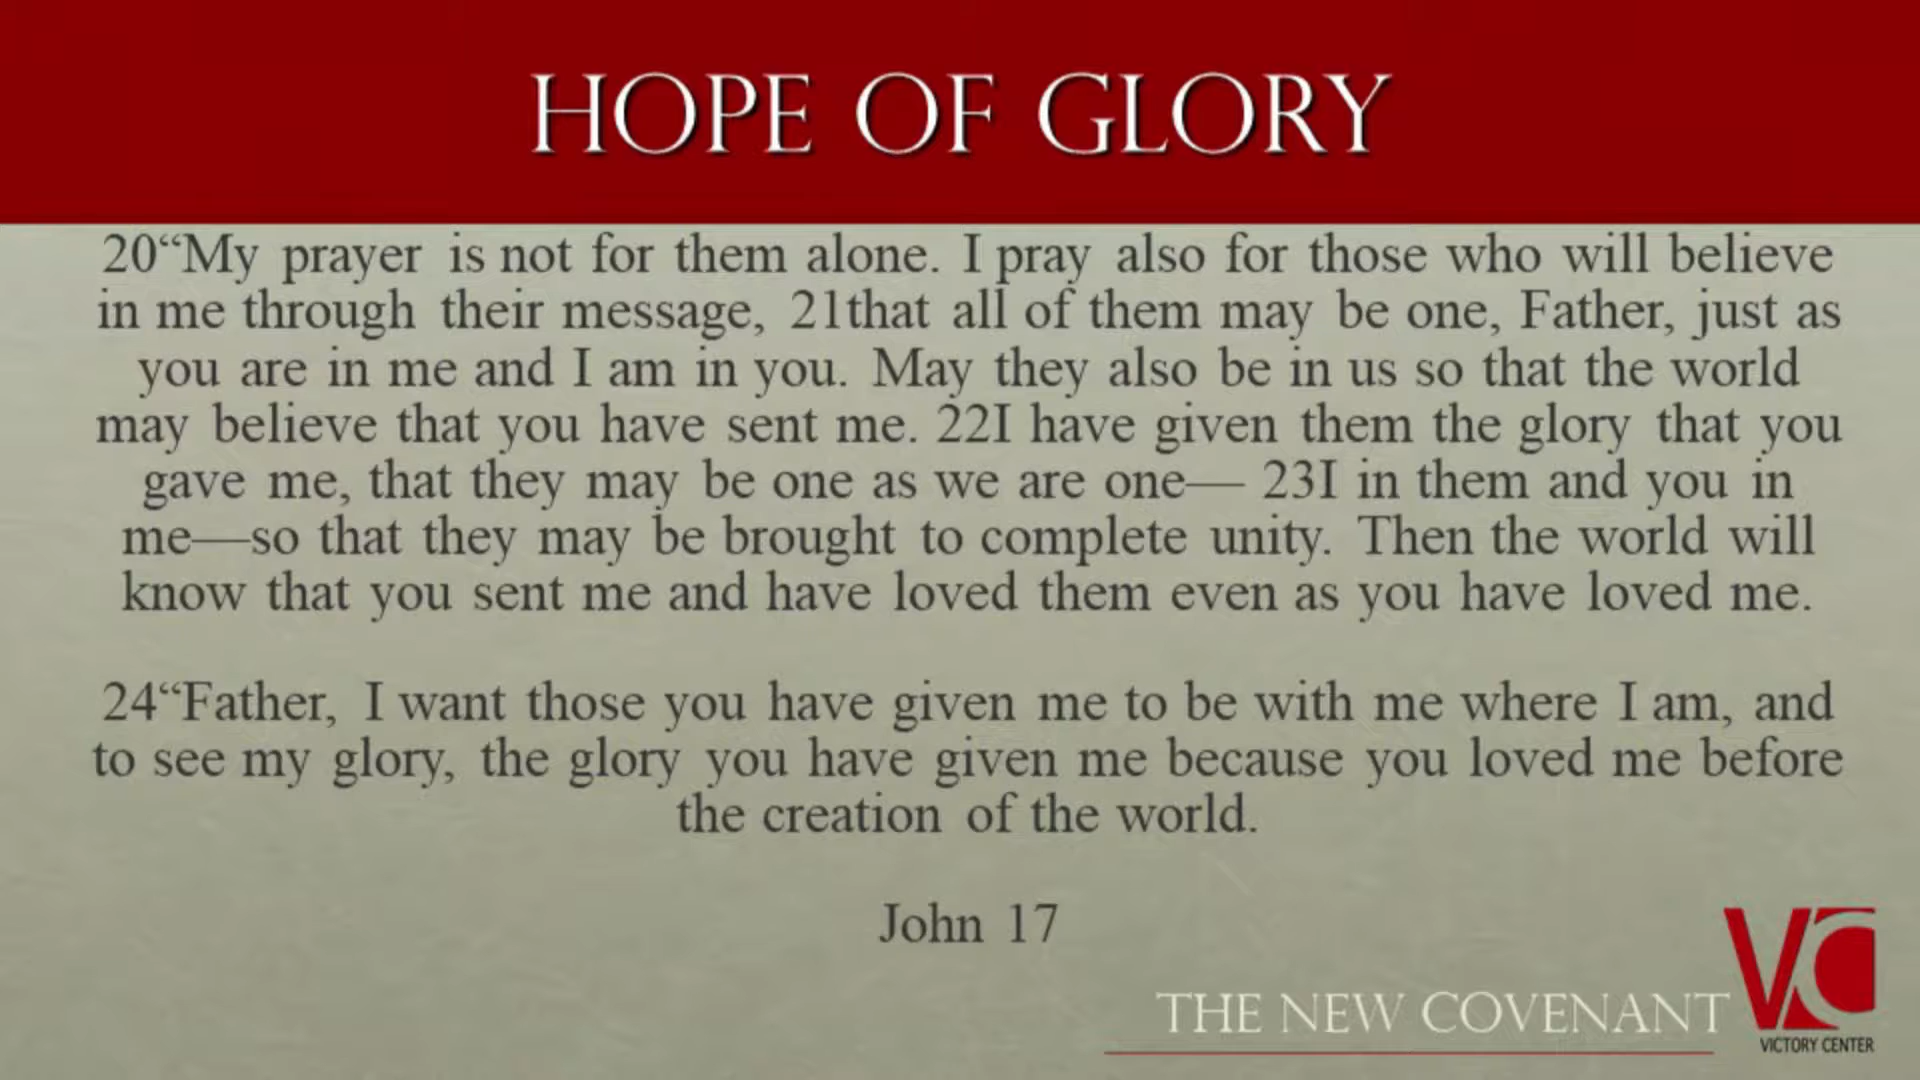 HOPE OF GLORY
20“My prayer is not for them alone. I pray also for those who will believe
in me through their message, 21that all of them may be one, Father, just as
you are in me and I am in you. May they also be in us so that the world
may believe that you have sent me. 22I have given them the glory that you
gave me, that they may be one as we are one— 23I in them and you in
me—so that they may be brought to complete unity. Then the world will
know that you sent me and have loved them even as you have loved me.
24“Father, I want those you have given me to be with me where I am, and
to see my glory, the glory you have given me because you loved me before
the creation of the world.
John 17
THE NEW COVENANT
VC
VICTORY CENTER